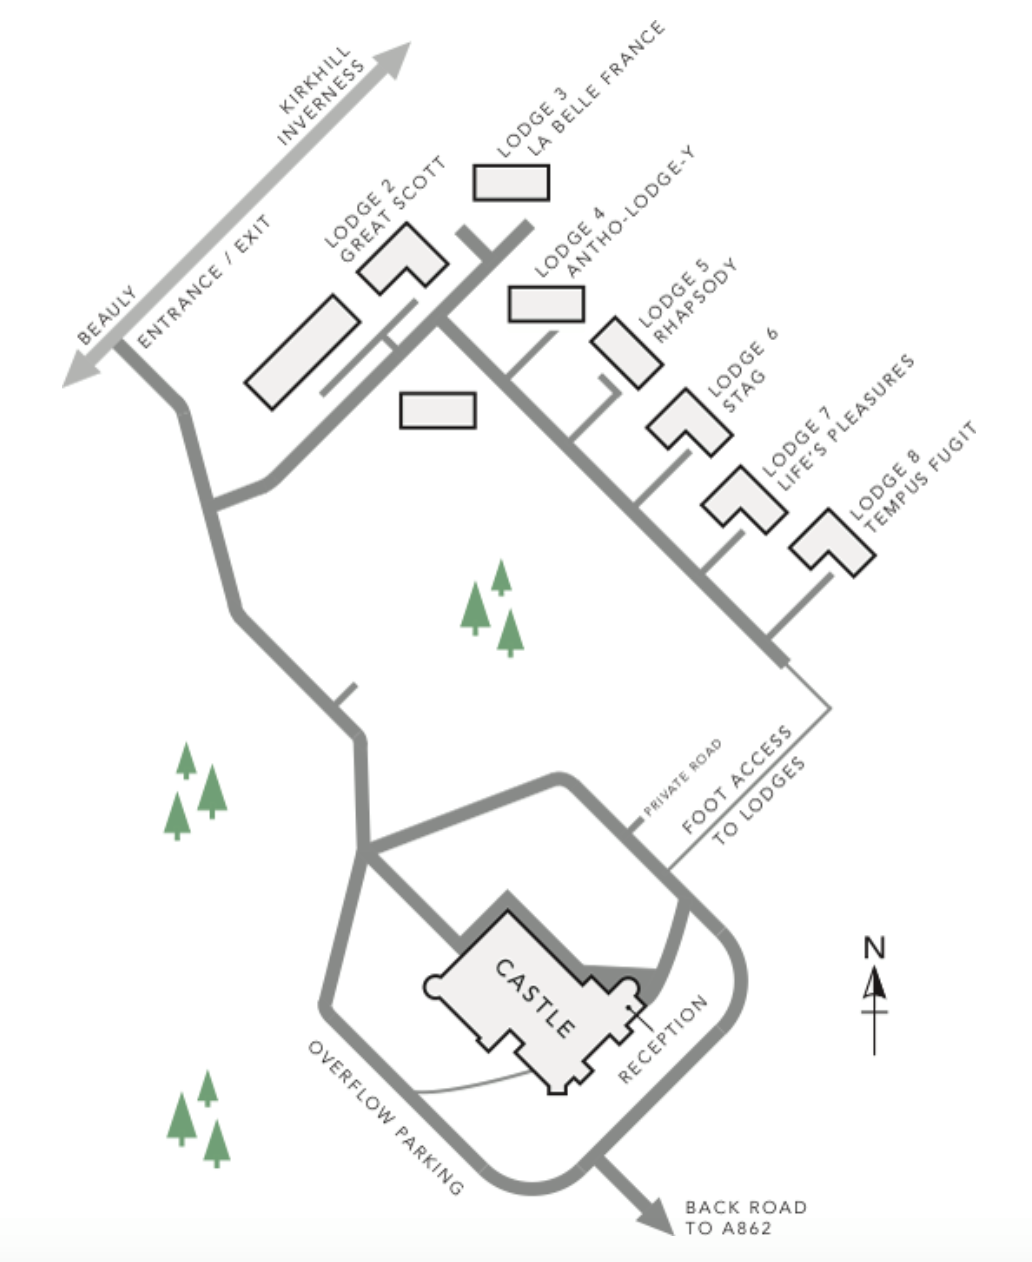 KIRKHILL
INVERNESS
BEAULY
ENTRANCE / EXIT
LODGE 2
GREAT SCOTT
LODGE 3
LA BELLE FRANCE
LODGE 4
ANTHO-LODGE-Y
LODGE 5
RHAPSODY
LODGE 6
STAG
LODGE 7
LIFE'S PLEASURES
LODGE 8
TEMPUS FUGIT
PRIVATE ROAD
FOOT ACCESS
TO LODGES
CASTLE
RECEPTION
N
OVERFLOW PARKING
BACK ROAD
TO A862